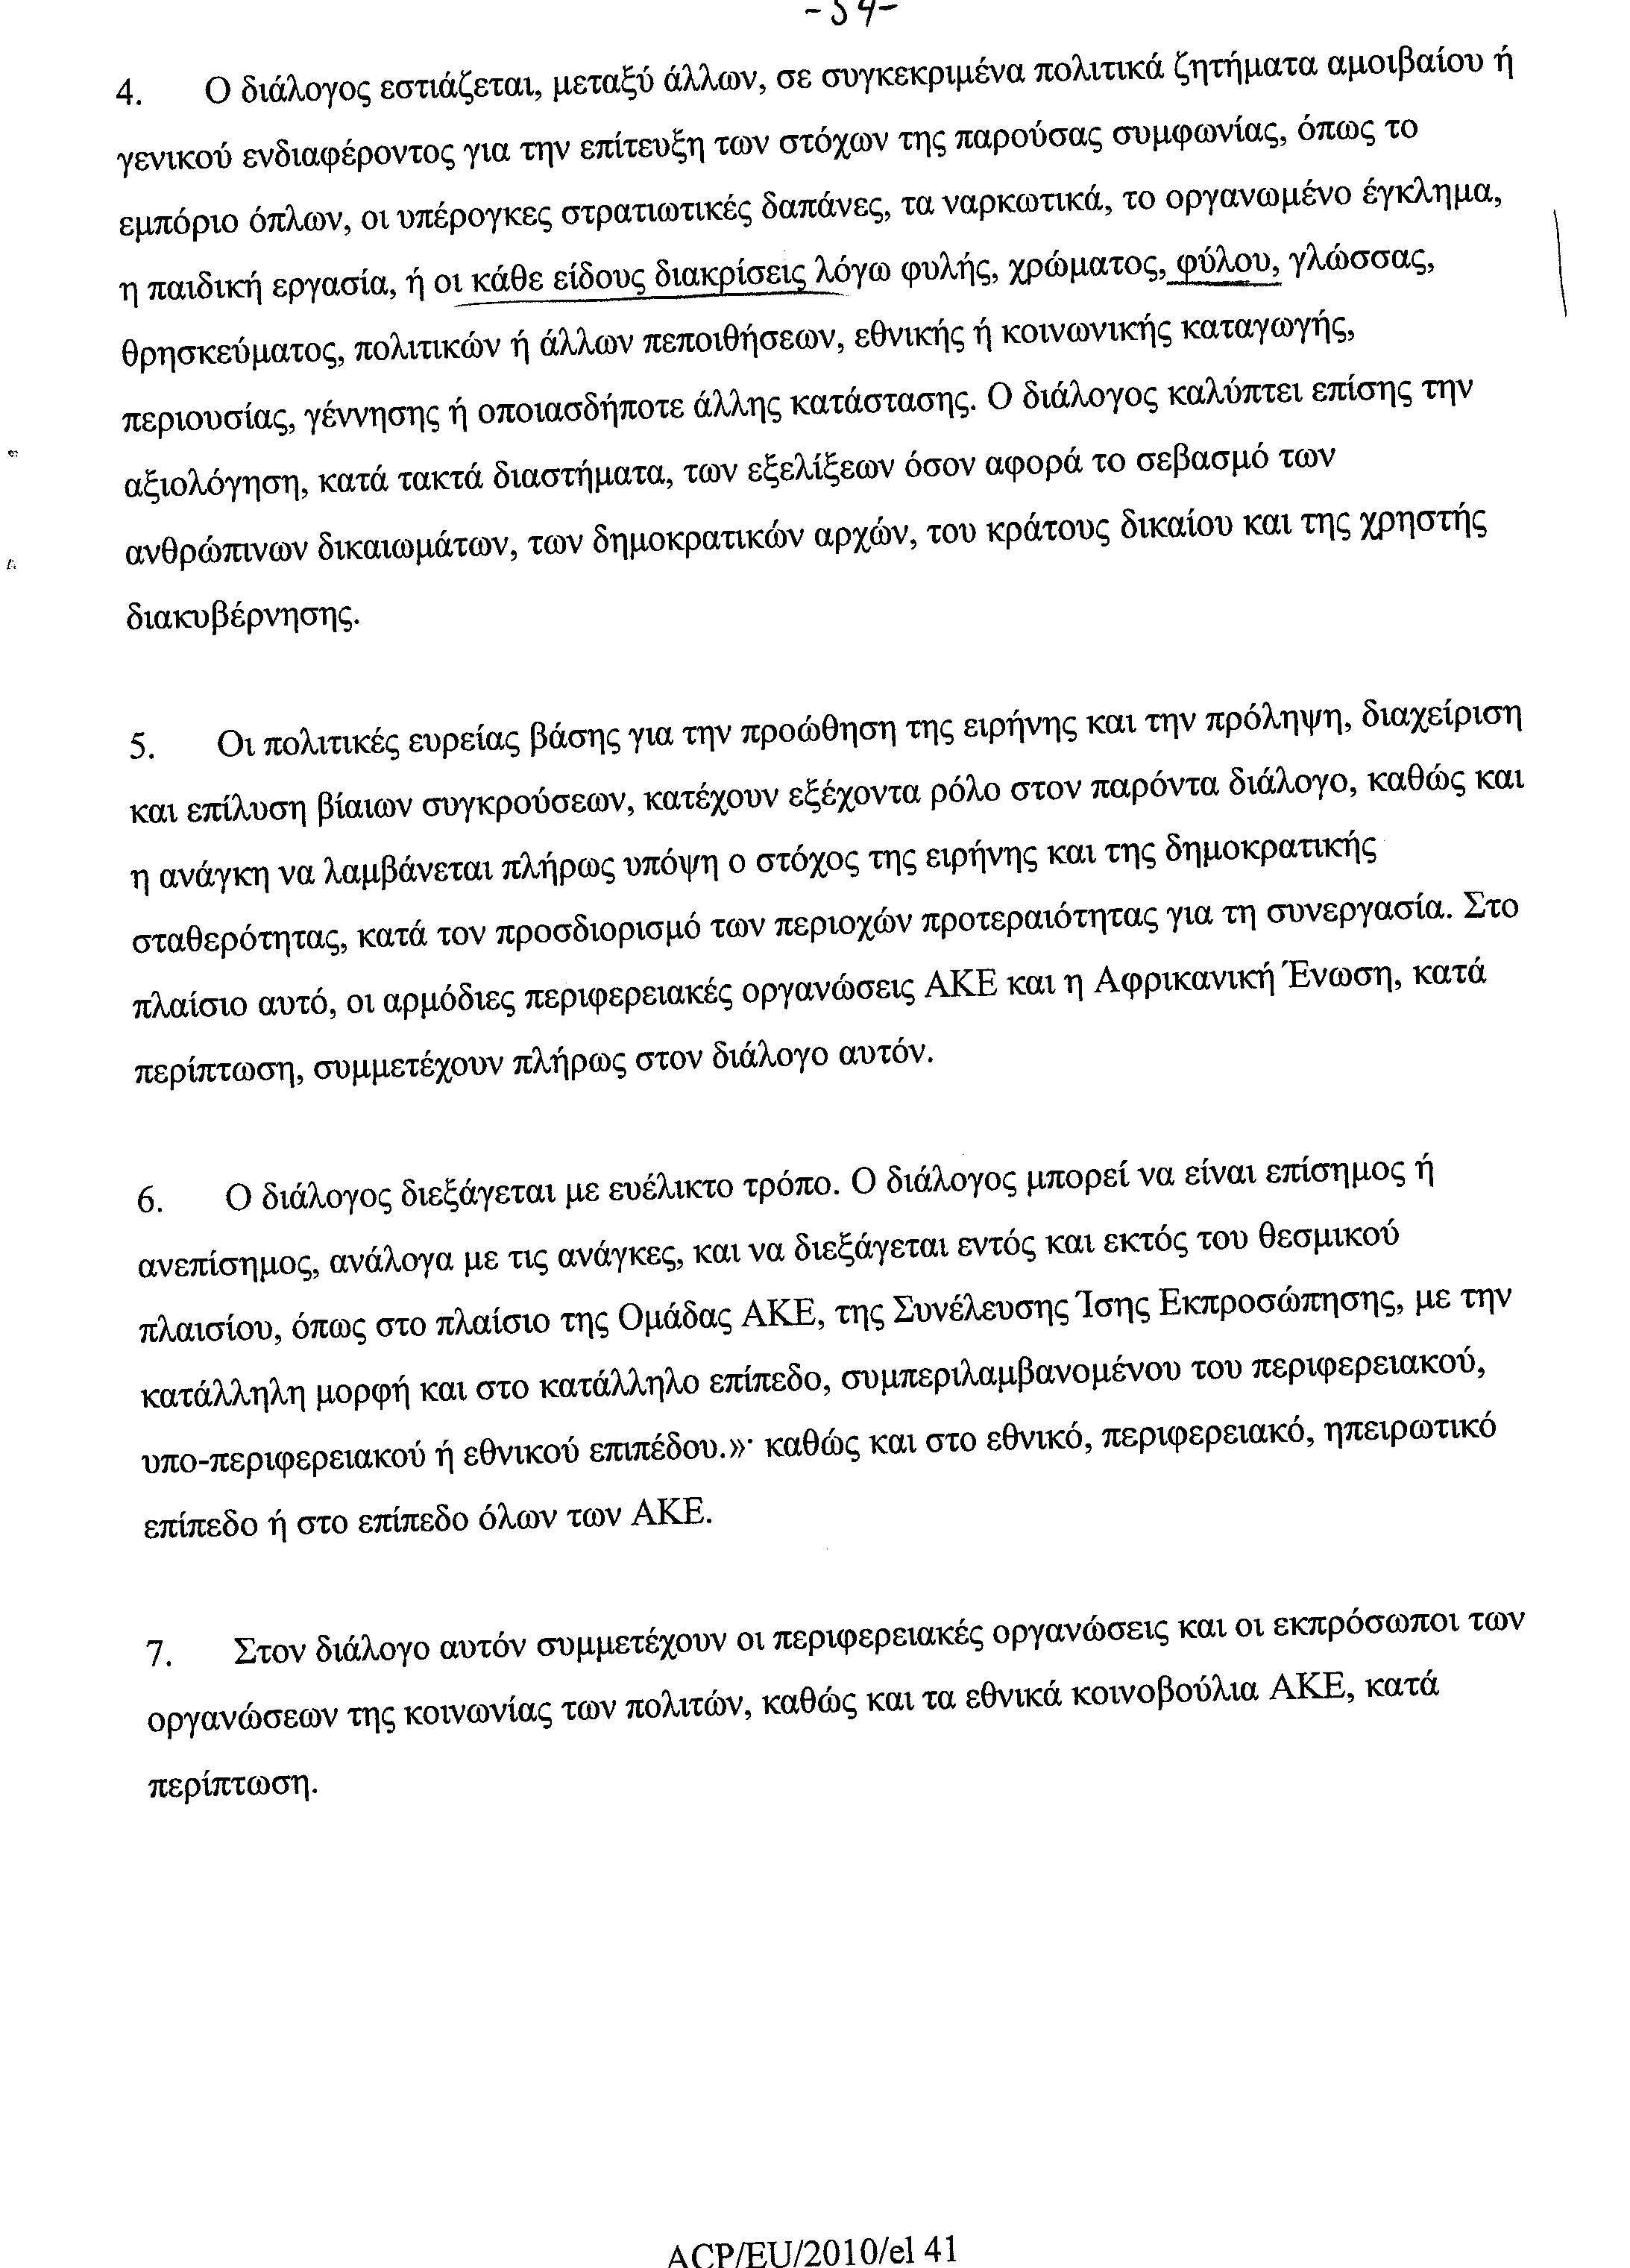 -54-
4. Ο διάλογος εστιάζεται, μεταξύ άλλων, σε συγκεκριμένα πολιτικά ζητήματα αμοιβαίου ή
γενικού ενδιαφέροντος για την επίτευξη των στόχων της παρούσας συμφωνίας, όπως το
εμπόριο όπλων, οι υπέρογκες στρατιωτικές δαπάνες, τα ναρκωτικά, το οργανωμένο έγκλημα,
η παιδική εργασία, ή οι κάθε είδους διακρίσεις λόγω φυλής, χρώματος, φύλου, γλώσσας,
θρησκεύματος, πολιτικών ή άλλων πεποιθήσεων, εθνικής ή κοινωνικής καταγωγής,
περιουσίας, γέννησης ή οποιασδήποτε άλλης κατάστασης. Ο διάλογος καλύπτει επίσης την
αξιολόγηση, κατά τακτά διαστήματα, των εξελίξεων όσον αφορά το σεβασμό των
ανθρώπινων δικαιωμάτων, των δημοκρατικών αρχών, του κράτους δικαίου και της χρηστής
διακυβέρνησης.
5. Οι πολιτικές ευρείας βάσης για την προώθηση της ειρήνης και την πρόληψη, διαχείριση
και επίλυση βίαιων συγκρούσεων, κατέχουν εξέχοντα ρόλο στον παρόντα διάλογο, καθώς και
η ανάγκη να λαμβάνεται πλήρως υπόψη ο στόχος της ειρήνης και της δημοκρατικής
σταθερότητας, κατά τον προσδιορισμό των περιοχών προτεραιότητας για τη συνεργασία. Στο
πλαίσιο αυτό, οι αρμόδιες περιφερειακές οργανώσεις ΑΚΕ και η Αφρικανική Ένωση, κατά
περίπτωση, συμμετέχουν πλήρως στον διάλογο αυτόν.
6. Ο διάλογος διεξάγεται με ευέλικτο τρόπο. Ο διάλογος μπορεί να είναι επίσημος ή
ανεπίσημος, ανάλογα με τις ανάγκες, και να διεξάγεται εντός και εκτός του θεσμικού
πλαισίου, όπως στο πλαίσιο της Ομάδας ΑΚΕ, της Συνέλευσης Ίσης Εκπροσώπησης, με την
κατάλληλη μορφή και στο κατάλληλο επίπεδο, συμπεριλαμβανομένου του περιφερειακού,
υπο-περιφερειακού ή εθνικού επιπέδου.»· καθώς και στο εθνικό, περιφερειακό, ηπειρωτικό
επίπεδο ή στο επίπεδο όλων των ΑΚΕ.
7. Στον διάλογο αυτόν συμμετέχουν οι περιφερειακές οργανώσεις και οι εκπρόσωποι των
οργανώσεων της κοινωνίας των πολιτών, καθώς και τα εθνικά κοινοβούλια ΑΚΕ, κατά
περίπτωση.
ACP/EU/2010/el 41